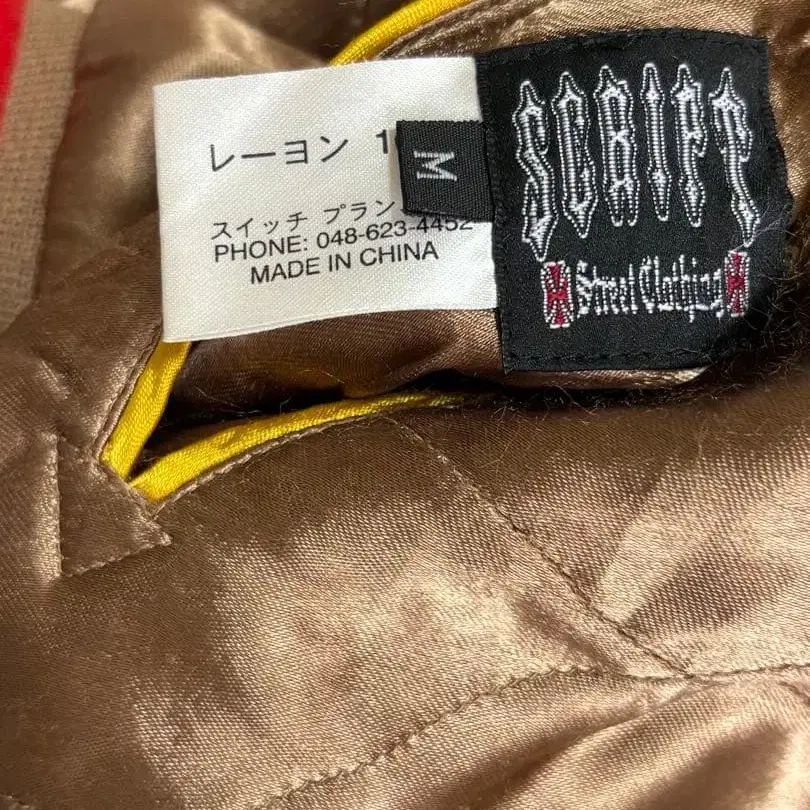 レーヨン 1
M
スイッチ プラン
PHONE: 048-623-4452
MADE IN CHINA
Street Clothing